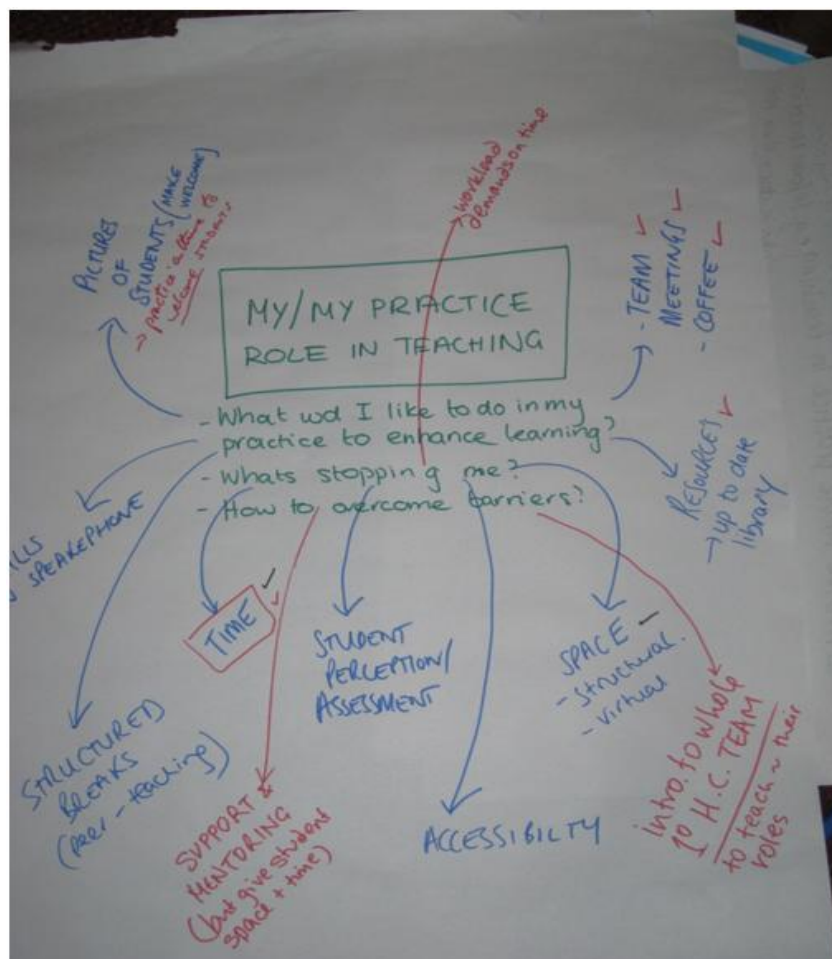 workload
demands on time
PICTURES
OF
STUDENTS (MAKE
WELCOME)
→ practice culture to
welcome students
MY/MY PRACTICE
ROLE IN TEACHING
- TEAM ✓
MEETINGS ✓
- COFFEE ✓
- What wd I like to do in my
practice to enhance learning?
- Whats stopping me?
- How to overcome barriers?
RESOURCES ✓
→ up to date
library
SPEAKEPHONE
TIME ✓ ✓
STUDENT
PERCEPTION/
ASSESSMENT
SPACE ✓
- Structural.
- Virtual
STRUCTURED
BREAKS
(peer-teaching)
SUPPORT &
MENTORING
(but give student
space + time)
ACCESSIBILTY
intro. to whole
1º H.C. TEAM
to teach ~ their
roles